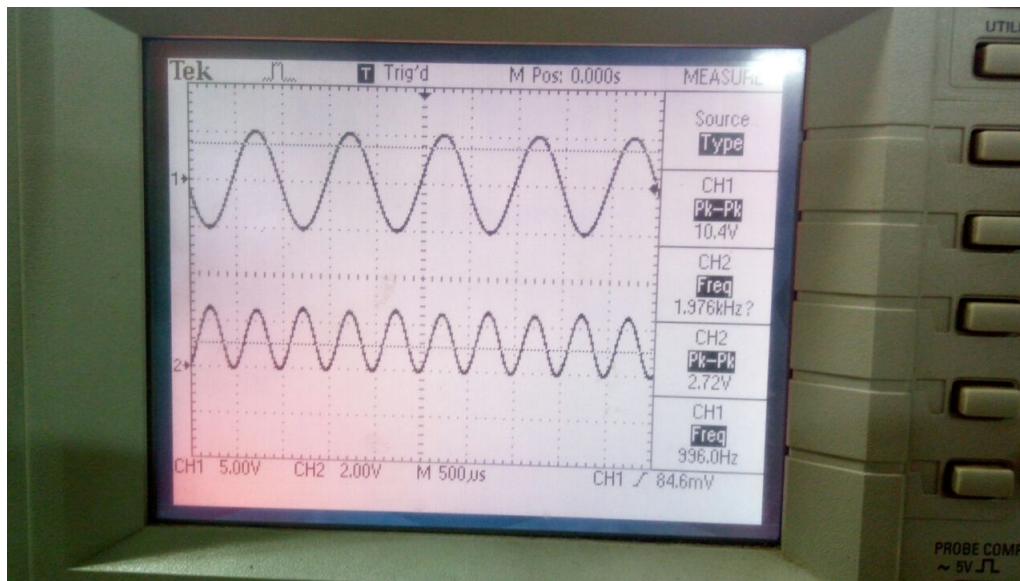 UTIL
Tek T Trig'd M Pos: 0.000s MEASURE
Source
Type
CH1
Pk-Pk
10.4V
CH2
Freq
1.976kHz?
CH2
Pk-Pk
2.72V
CH1
Freq
996.0Hz
1
2
CH1 5.00V CH2 2.00V M 500µs CH1 84.6mV
PROBE COMP
~ 5V